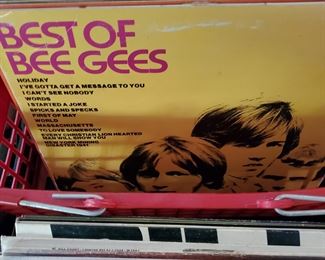 BEST OF
BEE GEES
HOLIDAY
I'VE GOTTA GET A MESSAGE TO YOU
I CAN'T SEE NOBODY
WORDS
I STARTED A JOKE
SPICKS AND SPECKS
FIRST OF MAY
WORLD
MASSACHUSETTS
TO LOVE SOMEBODY
EVERY CHRISTIAN LION HEARTED
MAN WILL SHOW YOU
NEW YORK MINING
DISASTER 1941